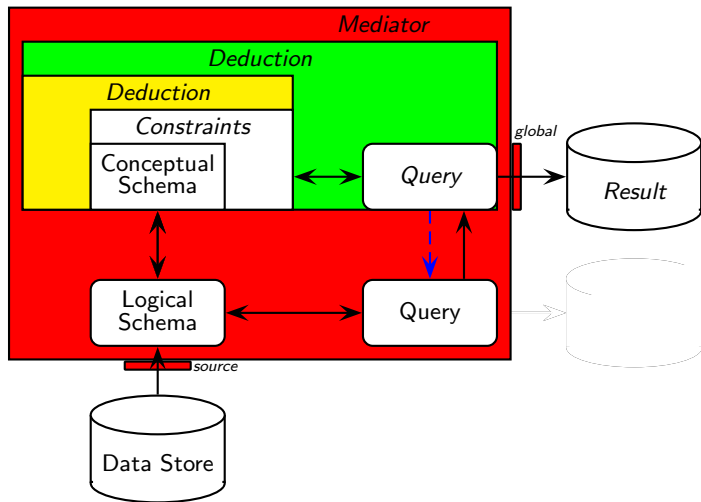 Mediator
Deduction
Deduction
Constraints
Conceptual
Schema
global
Query
Result
Logical
Schema
Query
source
Data Store